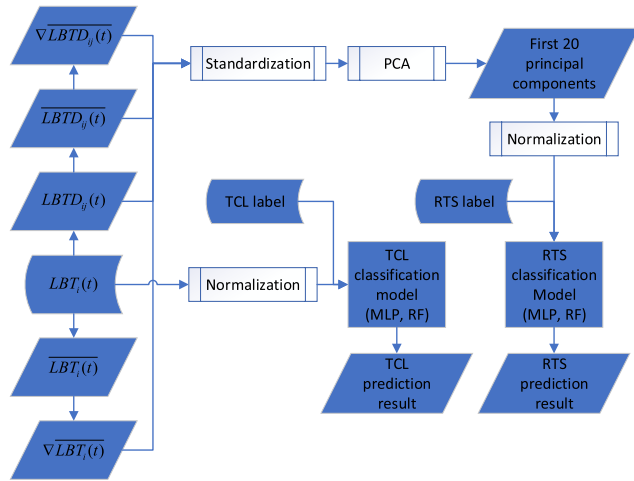 ∇\overline{LBTD_{ij}(t)}
Standardization
PCA
First 20
principal
components
\overline{LBTD_{ij}(t)}
Normalization
LBTD_{ij}(t)
TCL label
RTS label
LBT_i(t)
Normalization
TCL
classification
model
(MLP, RF)
RTS
classification
Model
(MLP, RF)
\overline{LBT_i(t)}
TCL
prediction
result
RTS
prediction
result
∇\overline{LBT_i(t)}